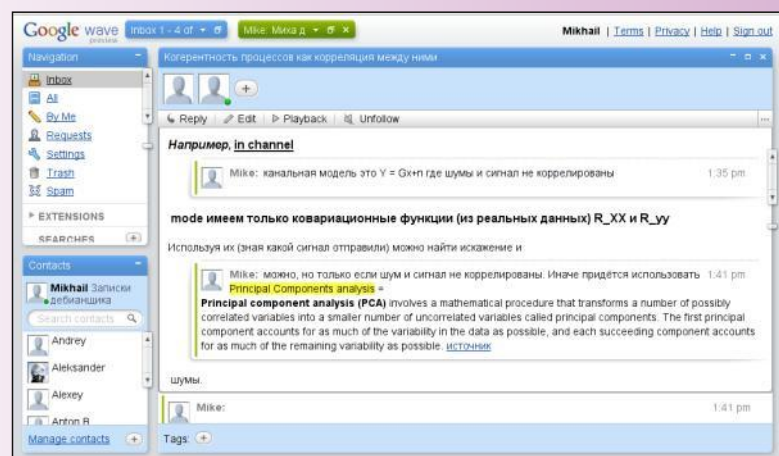 Google wave
preview
Inbox 1 - 4 of
Mike: Миха д
Mikhail | Terms | Privacy | Help | Sign out
Navigation
Inbox
All
By Me
Requests
Settings
Trash
Spam
EXTENSIONS
SEARCHES
Contacts
Mikhail Записки
дебианщика
Search contacts
Andrey
Aleksander
Alexey
Anton B
Manage contacts
Когерентность процессов как корреляция между ними
Reply Edit Playback Unfollow
Например, in channel
Mike: канальная модель это Y = Gx+n где шумы и сигнал не коррелированы 1:35 pm
mode имеем только ковариационные функции (из реальных данных) R_XX и R_yy
Используя их (зная какой сигнал отправили) можно найти искажение и
Mike: можно, но только если шум и сигнал не коррелированы. Иначе придётся использовать 1:41 pm
Principal Components analysis =
Principal component analysis (PCA) involves a mathematical procedure that transforms a number of possibly
correlated variables into a smaller number of uncorrelated variables called principal components. The first principal
component accounts for as much of the variability in the data as possible, and each succeeding component accounts
for as much of the remaining variability as possible. источник
шумы.
Mike: 1:41 pm
Tags: